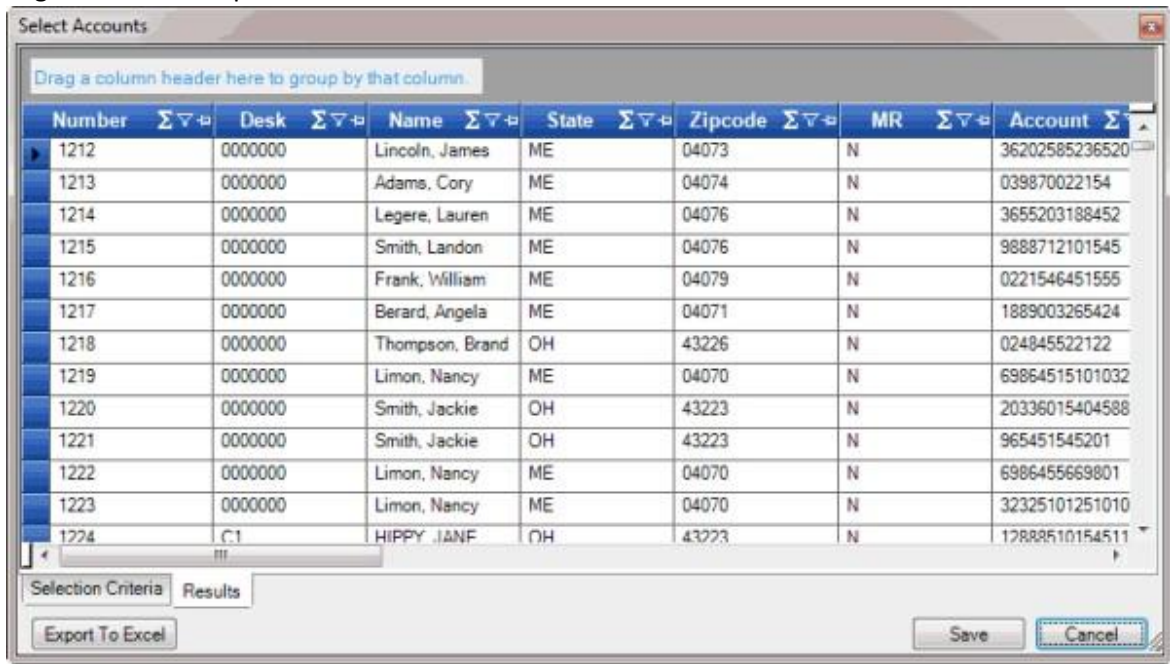 Select Accounts
Drag a column header here to group by that column.
Number Σ Desk Σ Name Σ State Σ Zipcode Σ MR Σ Account Σ
1212 0000000 Lincoln, James ME 04073 N 36202585236520
1213 0000000 Adams, Cory ME 04074 N 039870022154
1214 0000000 Legere, Lauren ME 04076 N 3655203188452
1215 0000000 Smith, Landon ME 04076 N 9888712101545
1216 0000000 Frank, William ME 04079 N 0221546451555
1217 0000000 Berard, Angela ME 04071 N 1889003265424
1218 0000000 Thompson, Brand OH 43226 N 024845522122
1219 0000000 Limon, Nancy ME 04070 N 69864515101032
1220 0000000 Smith, Jackie OH 43223 N 20336015404588
1221 0000000 Smith, Jackie OH 43223 N 965451545201
1222 0000000 Limon, Nancy ME 04070 N 6986455669801
1223 0000000 Limon, Nancy ME 04070 N 32325101251010
1224 C1 HIPPY, JANE OH 43223 N 12888510154511
Selection Criteria Results
Export To Excel Save Cancel